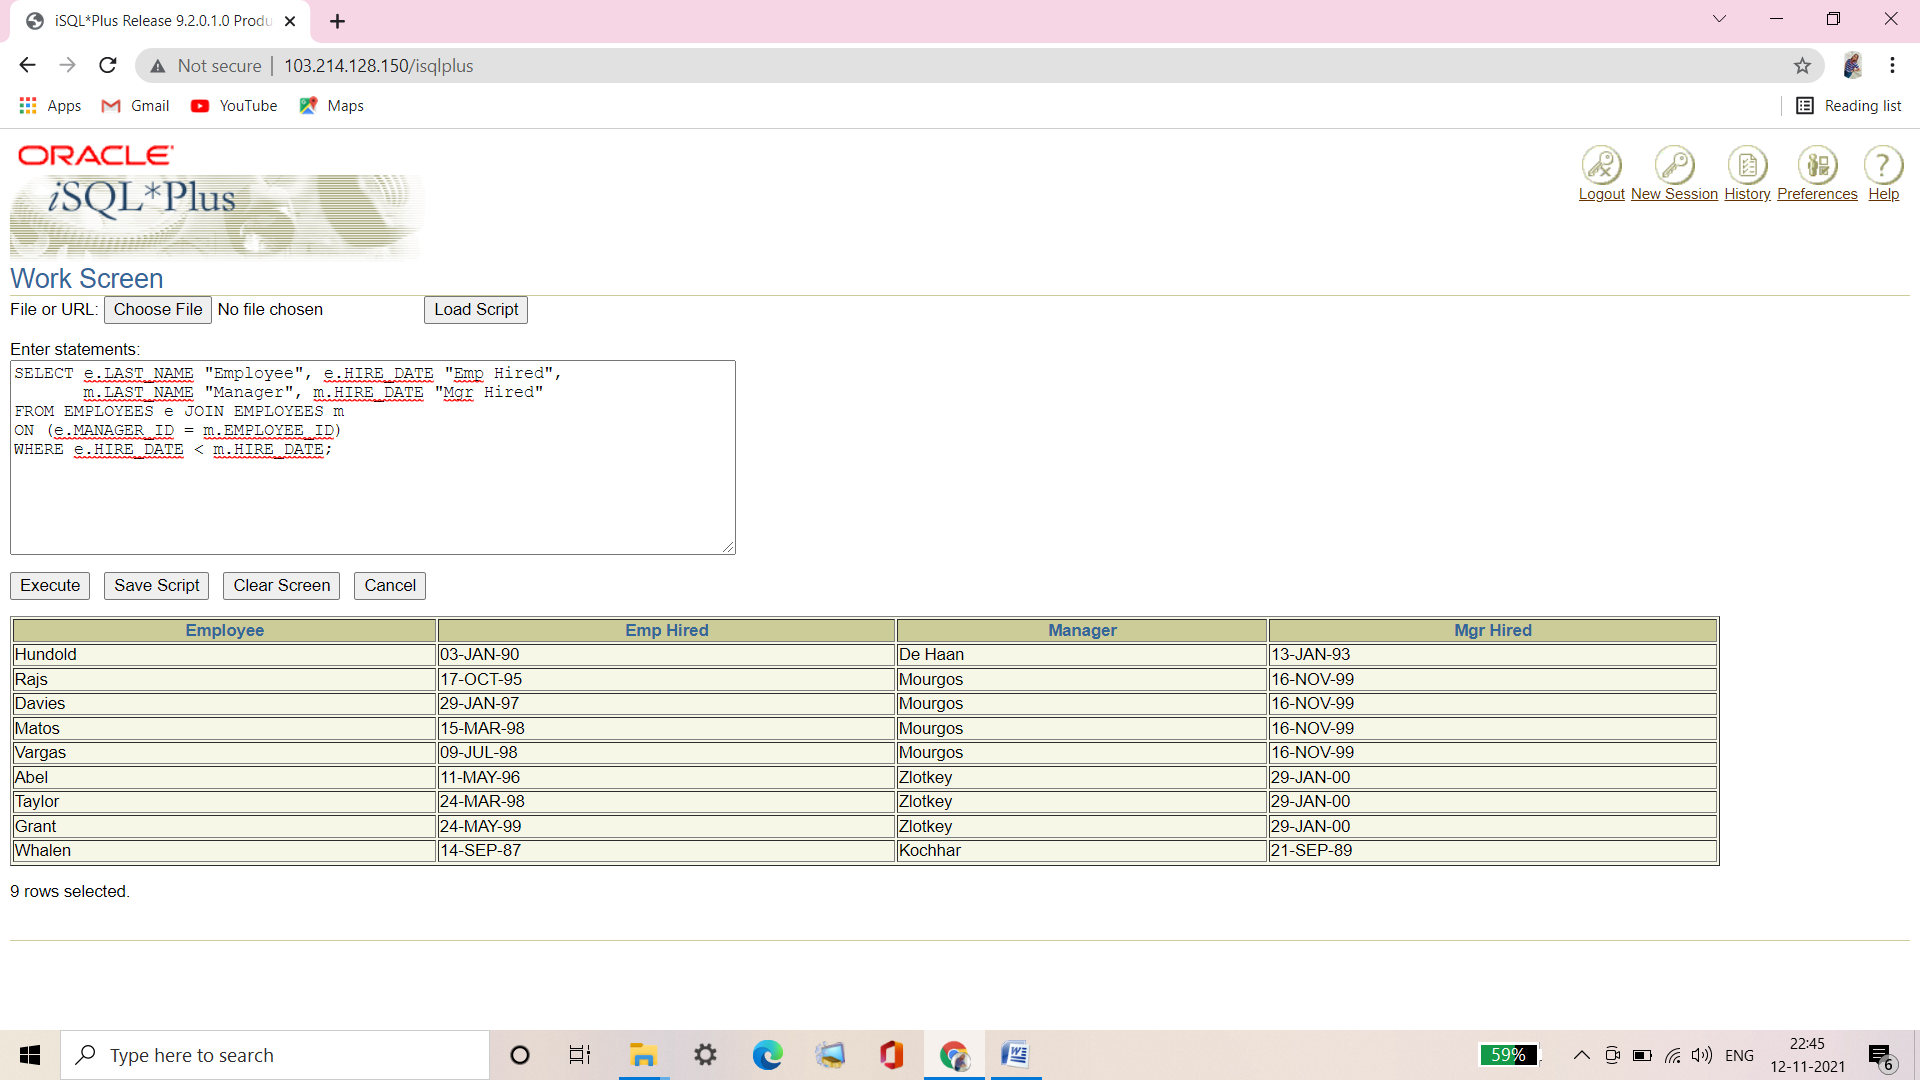 iSQL*Plus Release 9.2.0.1.0 Produ
Not secure | 103.214.128.150/isqlplus
Apps Gmail YouTube Maps Reading list
ORACLE
iSQL*Plus
Logout New Session History Preferences Help
Work Screen
File or URL: Choose File No file chosen Load Script
Enter statements:
SELECT e.LAST_NAME "Employee", e.HIRE_DATE "Emp Hired",
m.LAST_NAME "Manager", m.HIRE_DATE "Mgr Hired"
FROM EMPLOYEES e JOIN EMPLOYEES m
ON (e.MANAGER_ID = m.EMPLOYEE_ID)
WHERE e.HIRE_DATE < m.HIRE_DATE;
Execute Save Script Clear Screen Cancel
Employee Emp Hired Manager Mgr Hired
Hundold 03-JAN-90 De Haan 13-JAN-93
Rajs 17-OCT-95 Mourgos 16-NOV-99
Davies 29-JAN-97 Mourgos 16-NOV-99
Matos 15-MAR-98 Mourgos 16-NOV-99
Vargas 09-JUL-98 Mourgos 16-NOV-99
Abel 11-MAY-96 Zlotkey 29-JAN-00
Taylor 24-MAR-98 Zlotkey 29-JAN-00
Grant 24-MAY-99 Zlotkey 29-JAN-00
Whalen 14-SEP-87 Kochhar 21-SEP-89
9 rows selected.
Type here to search 59% ENG 22:45
12-11-2021 6